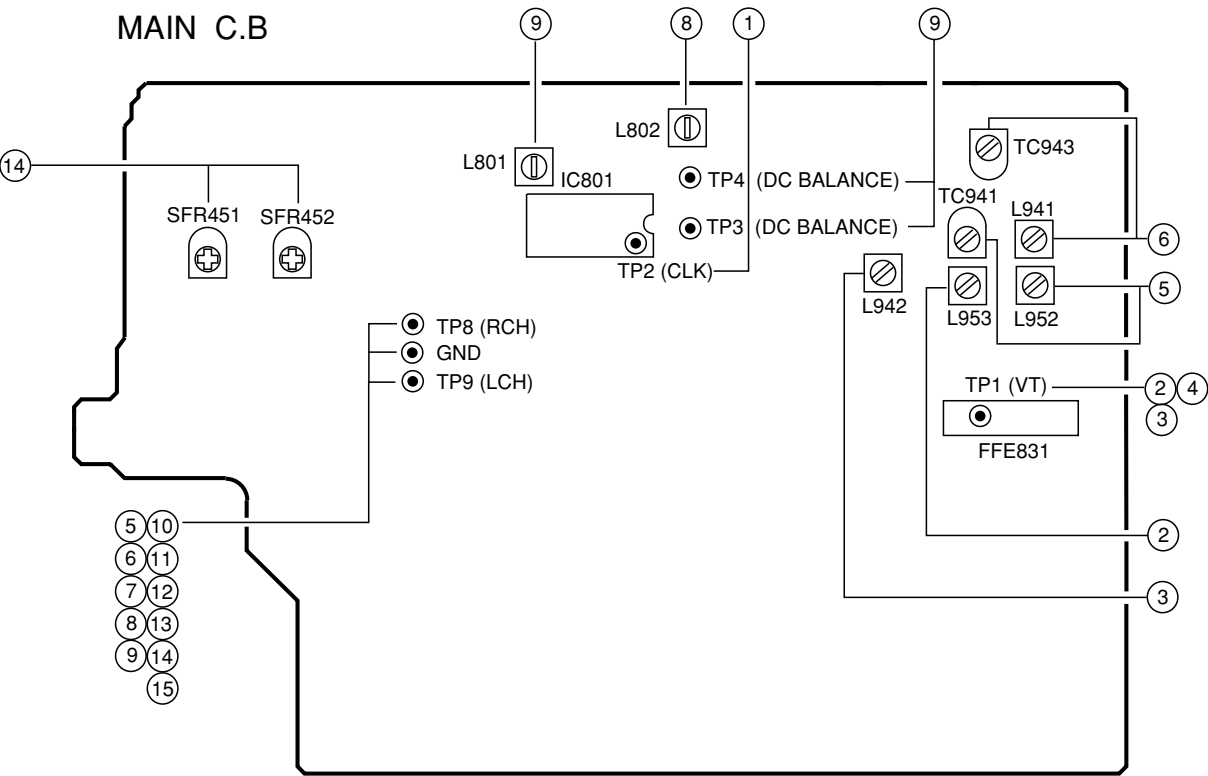 MAIN C.B
9
8
1
9
L802
TC943
14
L801
IC801
TP4 (DC BALANCE)
TC941
L941
SFR451
SFR452
TP3 (DC BALANCE)
6
TP2 (CLK)
5
L942
L953
L952
TP8 (RCH)
GND
TP9 (LCH)
TP1 (VT)
2 4
3
FFE831
5 10
6 11
7 12
8 13
9 14
15
2
3